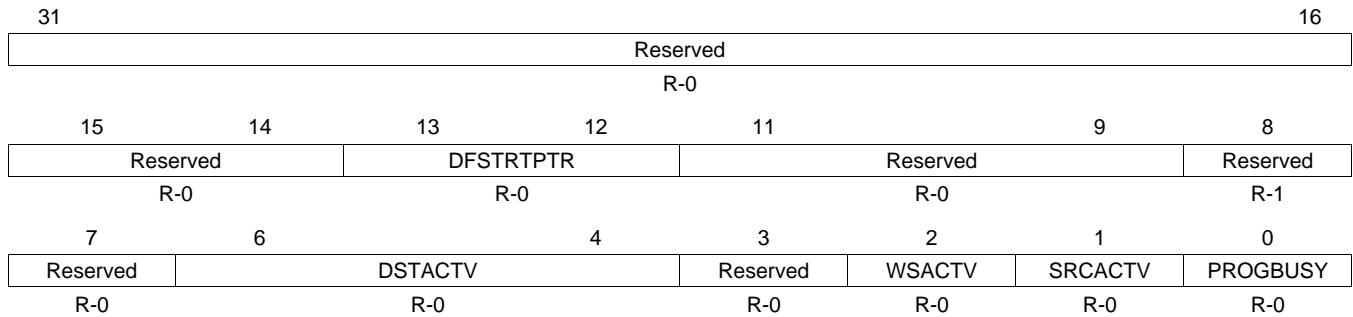 31 16
Reserved
R-0
15 14 13 12 11 9 8
Reserved DFSTRTPTR Reserved Reserved
R-0 R-0 R-0 R-1
7 6 4 3 2 1 0
Reserved DSTACTV Reserved WSACTV SRCACTV PROGBUSY
R-0 R-0 R-0 R-0 R-0 R-0